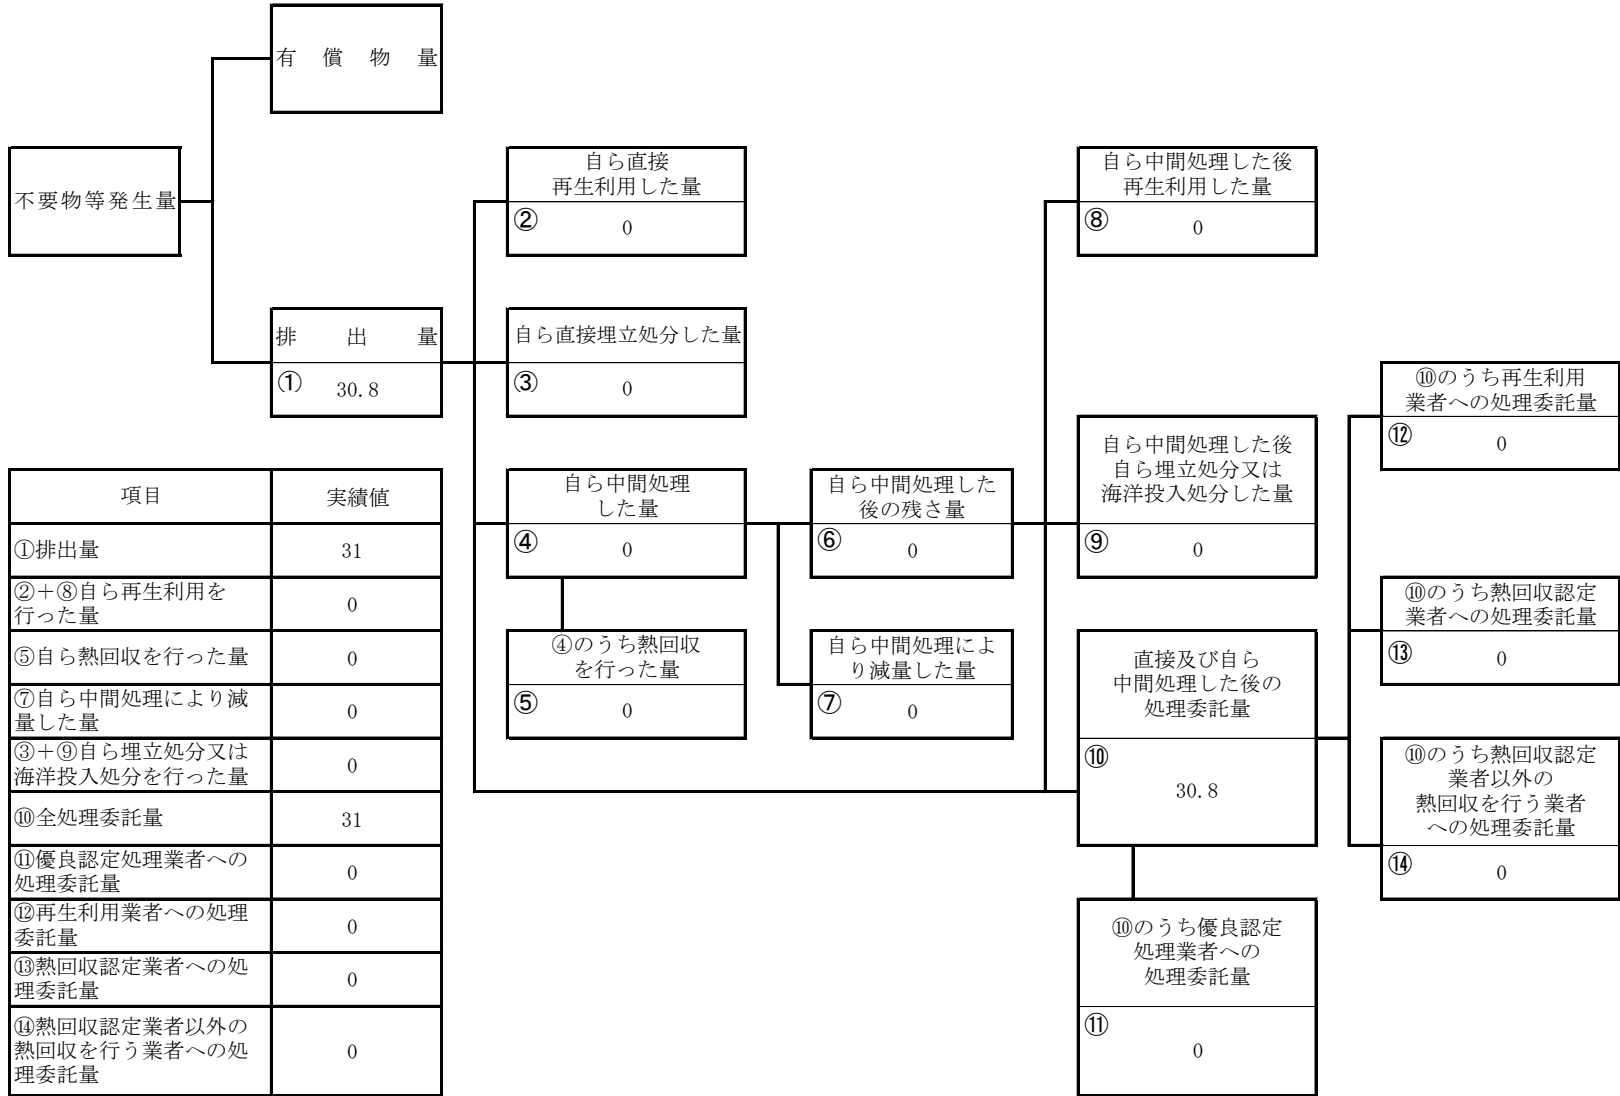 有償物量
不要物等発生量
排出量
① 30.8
自ら直接
再生利用した量
② 0
自ら直接埋立処分した量
③ 0
自ら中間処理
した量
④ 0
④のうち熱回収
を行った量
⑤ 0
自ら中間処理した
後の残さ量
⑥ 0
自ら中間処理によ
り減量した量
⑦ 0
自ら中間処理した後
再生利用した量
⑧ 0
自ら中間処理した後
自ら埋立処分又は
海洋投入処分した量
⑨ 0
直接及び自ら
中間処理した後の
処理委託量
⑩
30.8
⑩のうち優良認定
処理業者への
処理委託量
⑪
0
⑩のうち再生利用
業者への処理委託量
⑫ 0
⑩のうち熱回収認定
業者への処理委託量
⑬ 0
⑩のうち熱回収認定
業者以外の
熱回収を行う業者
への処理委託量
⑭ 0
項目 実績値
①排出量 31
②+⑧自ら再生利用を
行った量 0
⑤自ら熱回収を行った量 0
⑦自ら中間処理により減
量した量 0
③+⑨自ら埋立処分又は
海洋投入処分を行った量 0
⑩全処理委託量 31
⑪優良認定処理業者への
処理委託量 0
⑫再生利用業者への処理
委託量 0
⑬熱回収認定業者への処
理委託量 0
⑭熱回収認定業者以外の
熱回収を行う業者への処 0
理委託量